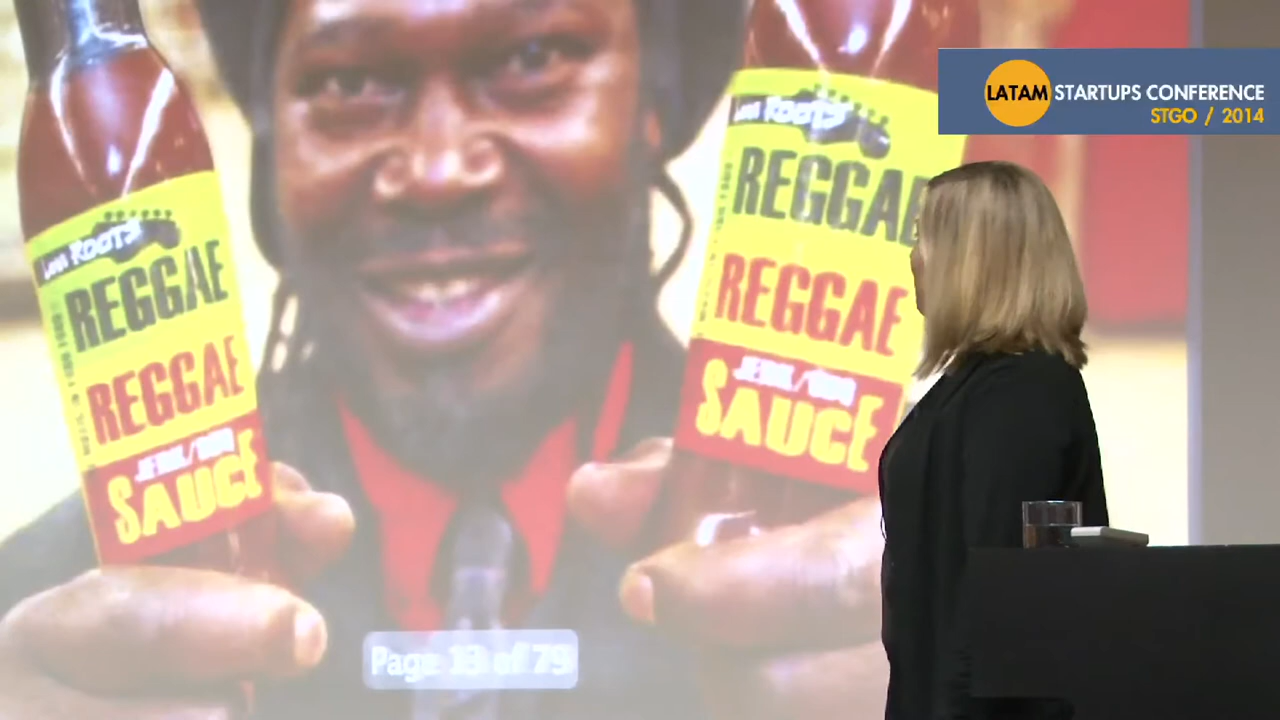 LATAM STARTUPS CONFERENCE
STGO / 2014
Levi ROOTS
REGGAE
REGGAE
JERK/BBQ
SAUCE
Levi ROOTS
REGGAE
REGGAE
JERK/BBQ
SAUCE
Page 13 of 79